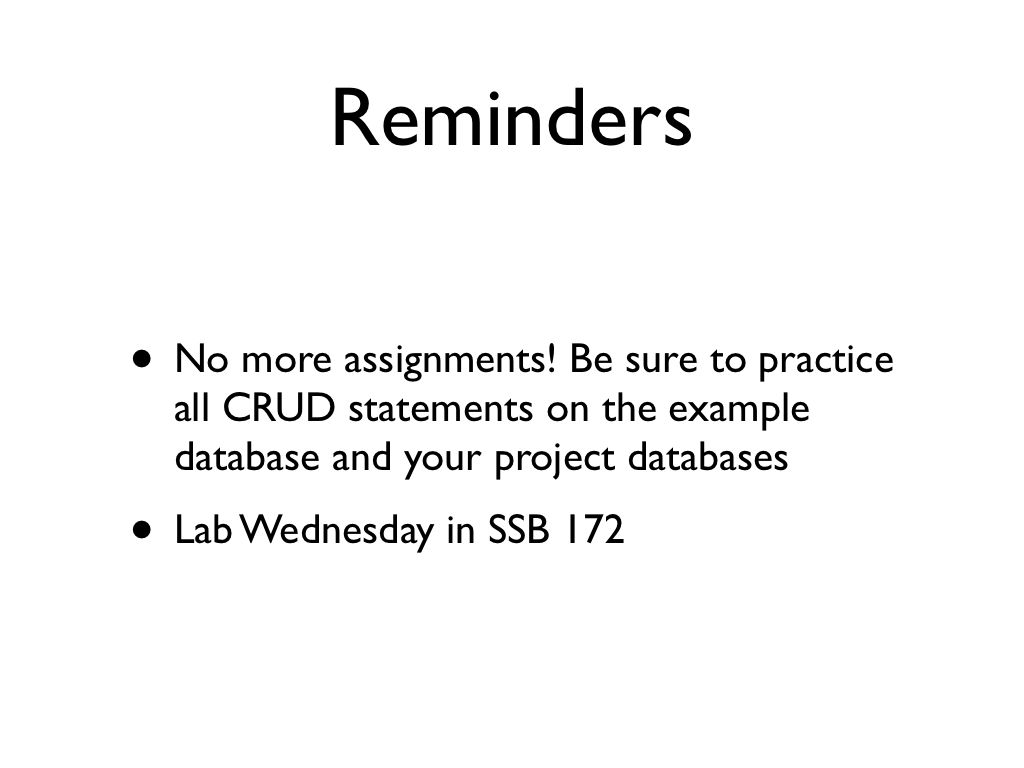 Reminders
• No more assignments! Be sure to practice
all CRUD statements on the example
database and your project databases
• Lab Wednesday in SSB 172